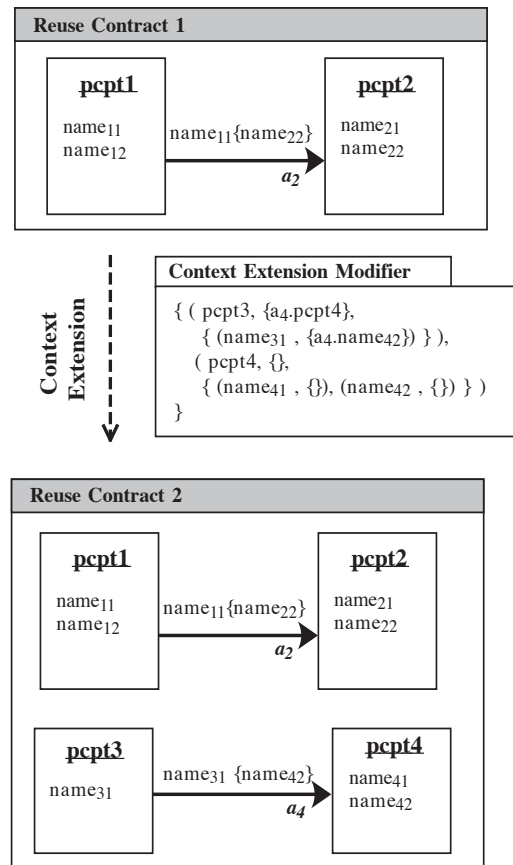 Reuse Contract 1
pcpt1
pcpt2
name11
name12
name11{name22}
a2
name21
name22
Context
Extension
Context Extension Modifier
{ ( pcpt3, {a4.pcpt4},
{ (name31 , {a4.name42}) } ),
( pcpt4, {},
{ (name41 , {}), (name42 , {}) } )
}
Reuse Contract 2
pcpt1
pcpt2
name11
name12
name11{name22}
a2
name21
name22
pcpt3
pcpt4
name31
name31 {name42}
a4
name41
name42